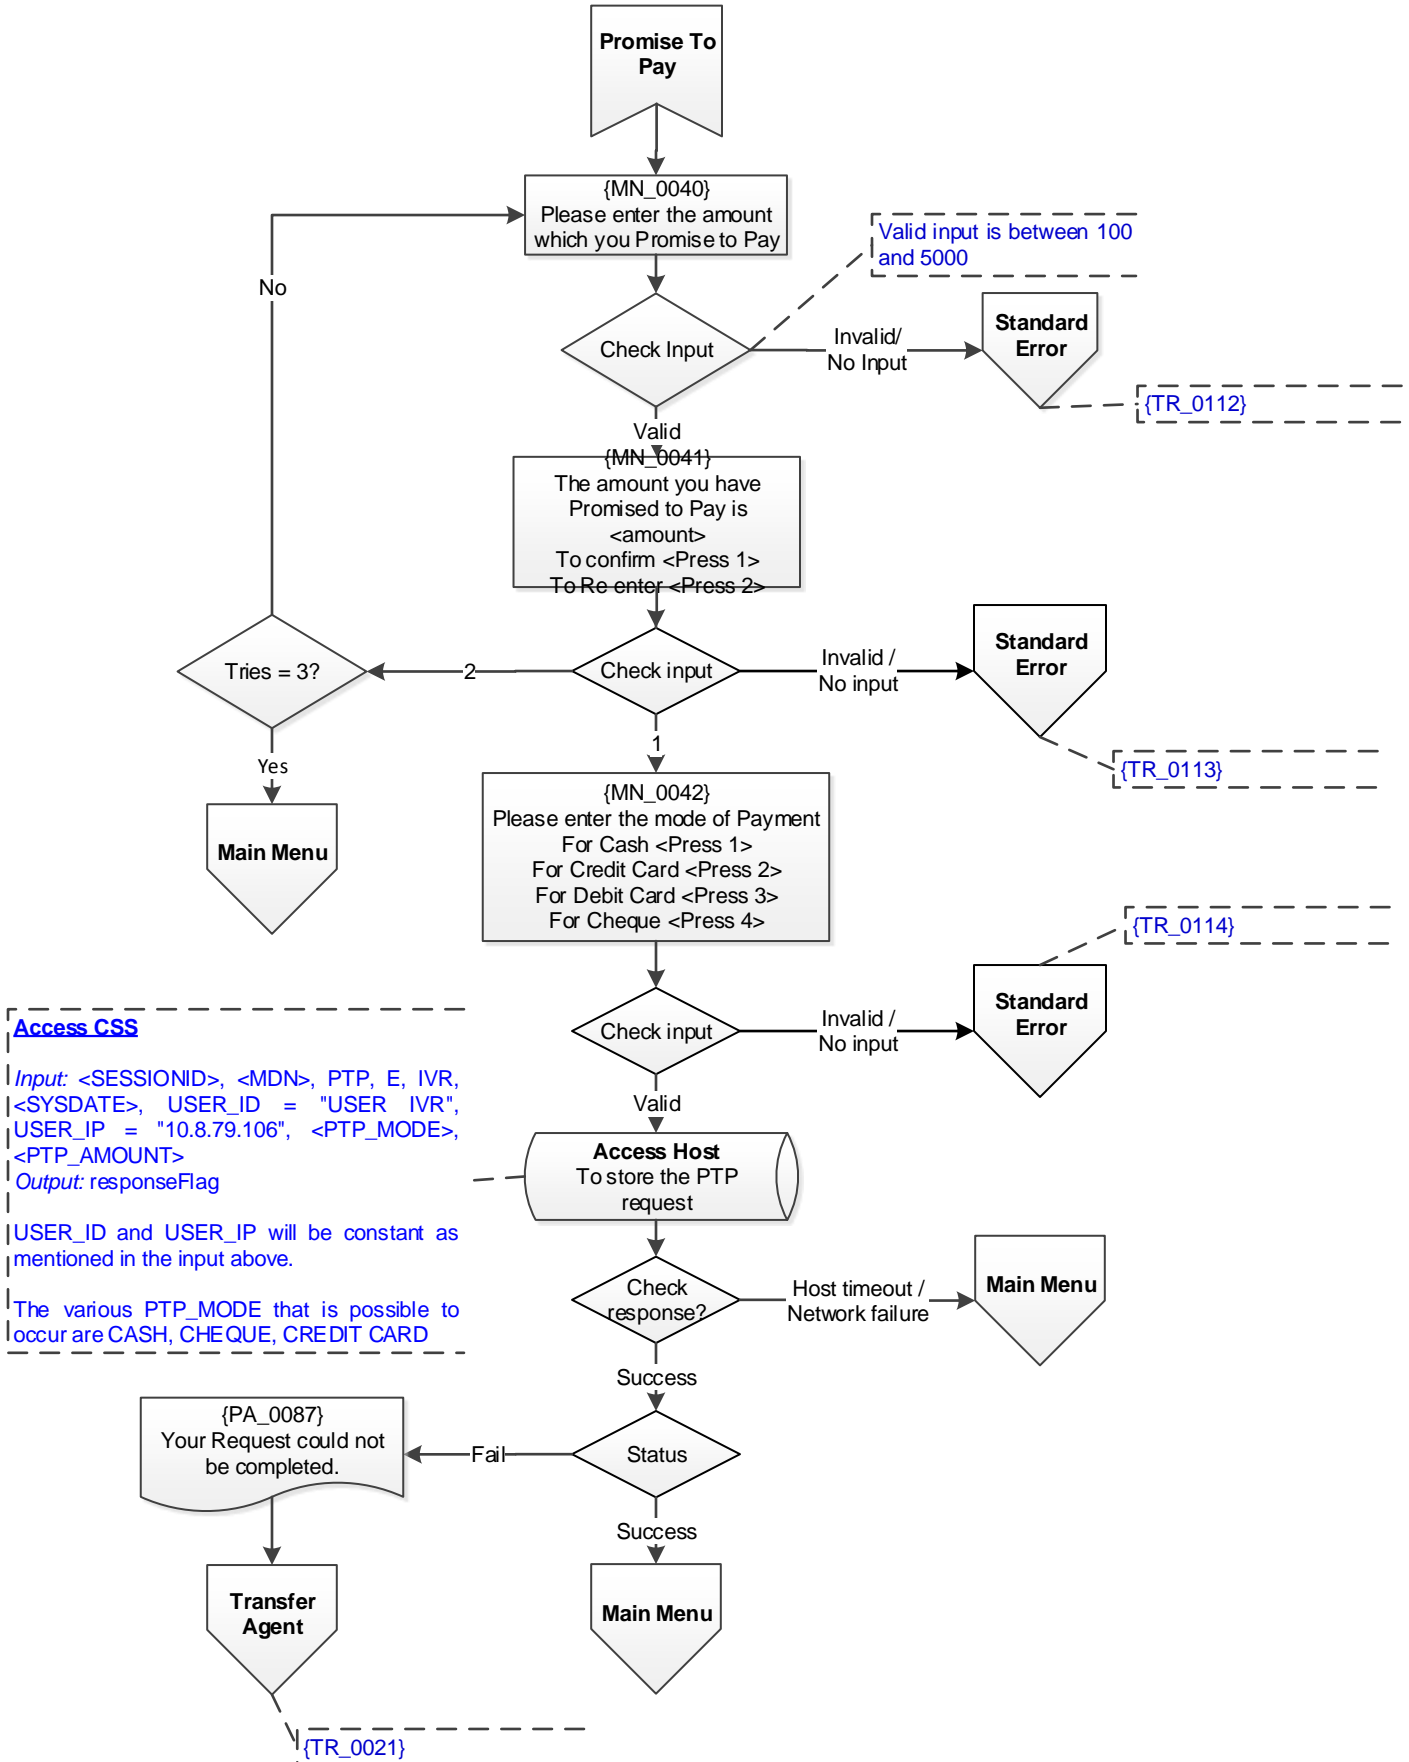 Promise To
Pay
{MN_0040}
Please enter the amount
which you Promise to Pay
Valid input is between 100
and 5000
No
Check Input
Invalid/
No Input
Standard
Error
{TR_0112}
Valid
{MN_0041}
The amount you have
Promised to Pay is
<amount>
To confirm <Press 1>
To Re enter <Press 2>
Tries = 3?
2
Check input
Invalid /
No input
Standard
Error
{TR_0113}
1
Yes
Main Menu
{MN_0042}
Please enter the mode of Payment
For Cash <Press 1>
For Credit Card <Press 2>
For Debit Card <Press 3>
For Cheque <Press 4>
{TR_0114}
Check input
Invalid /
No input
Standard
Error
Access CSS
Input: <SESSIONID>, <MDN>, PTP, E, IVR,
<SYSDATE>, USER_ID = "USER IVR",
USER_IP = "10.8.79.106", <PTP_MODE>,
<PTP_AMOUNT>
Output: responseFlag
USER_ID and USER_IP will be constant as
mentioned in the input above.
The various PTP_MODE that is possible to
occur are CASH, CHEQUE, CREDIT CARD
Valid
Access Host
To store the PTP
request
Check
response?
Host timeout /
Network failure
Main Menu
Success
{PA_0087}
Your Request could not
be completed.
Fail
Status
Success
Transfer
Agent
Main Menu
{TR_0021}